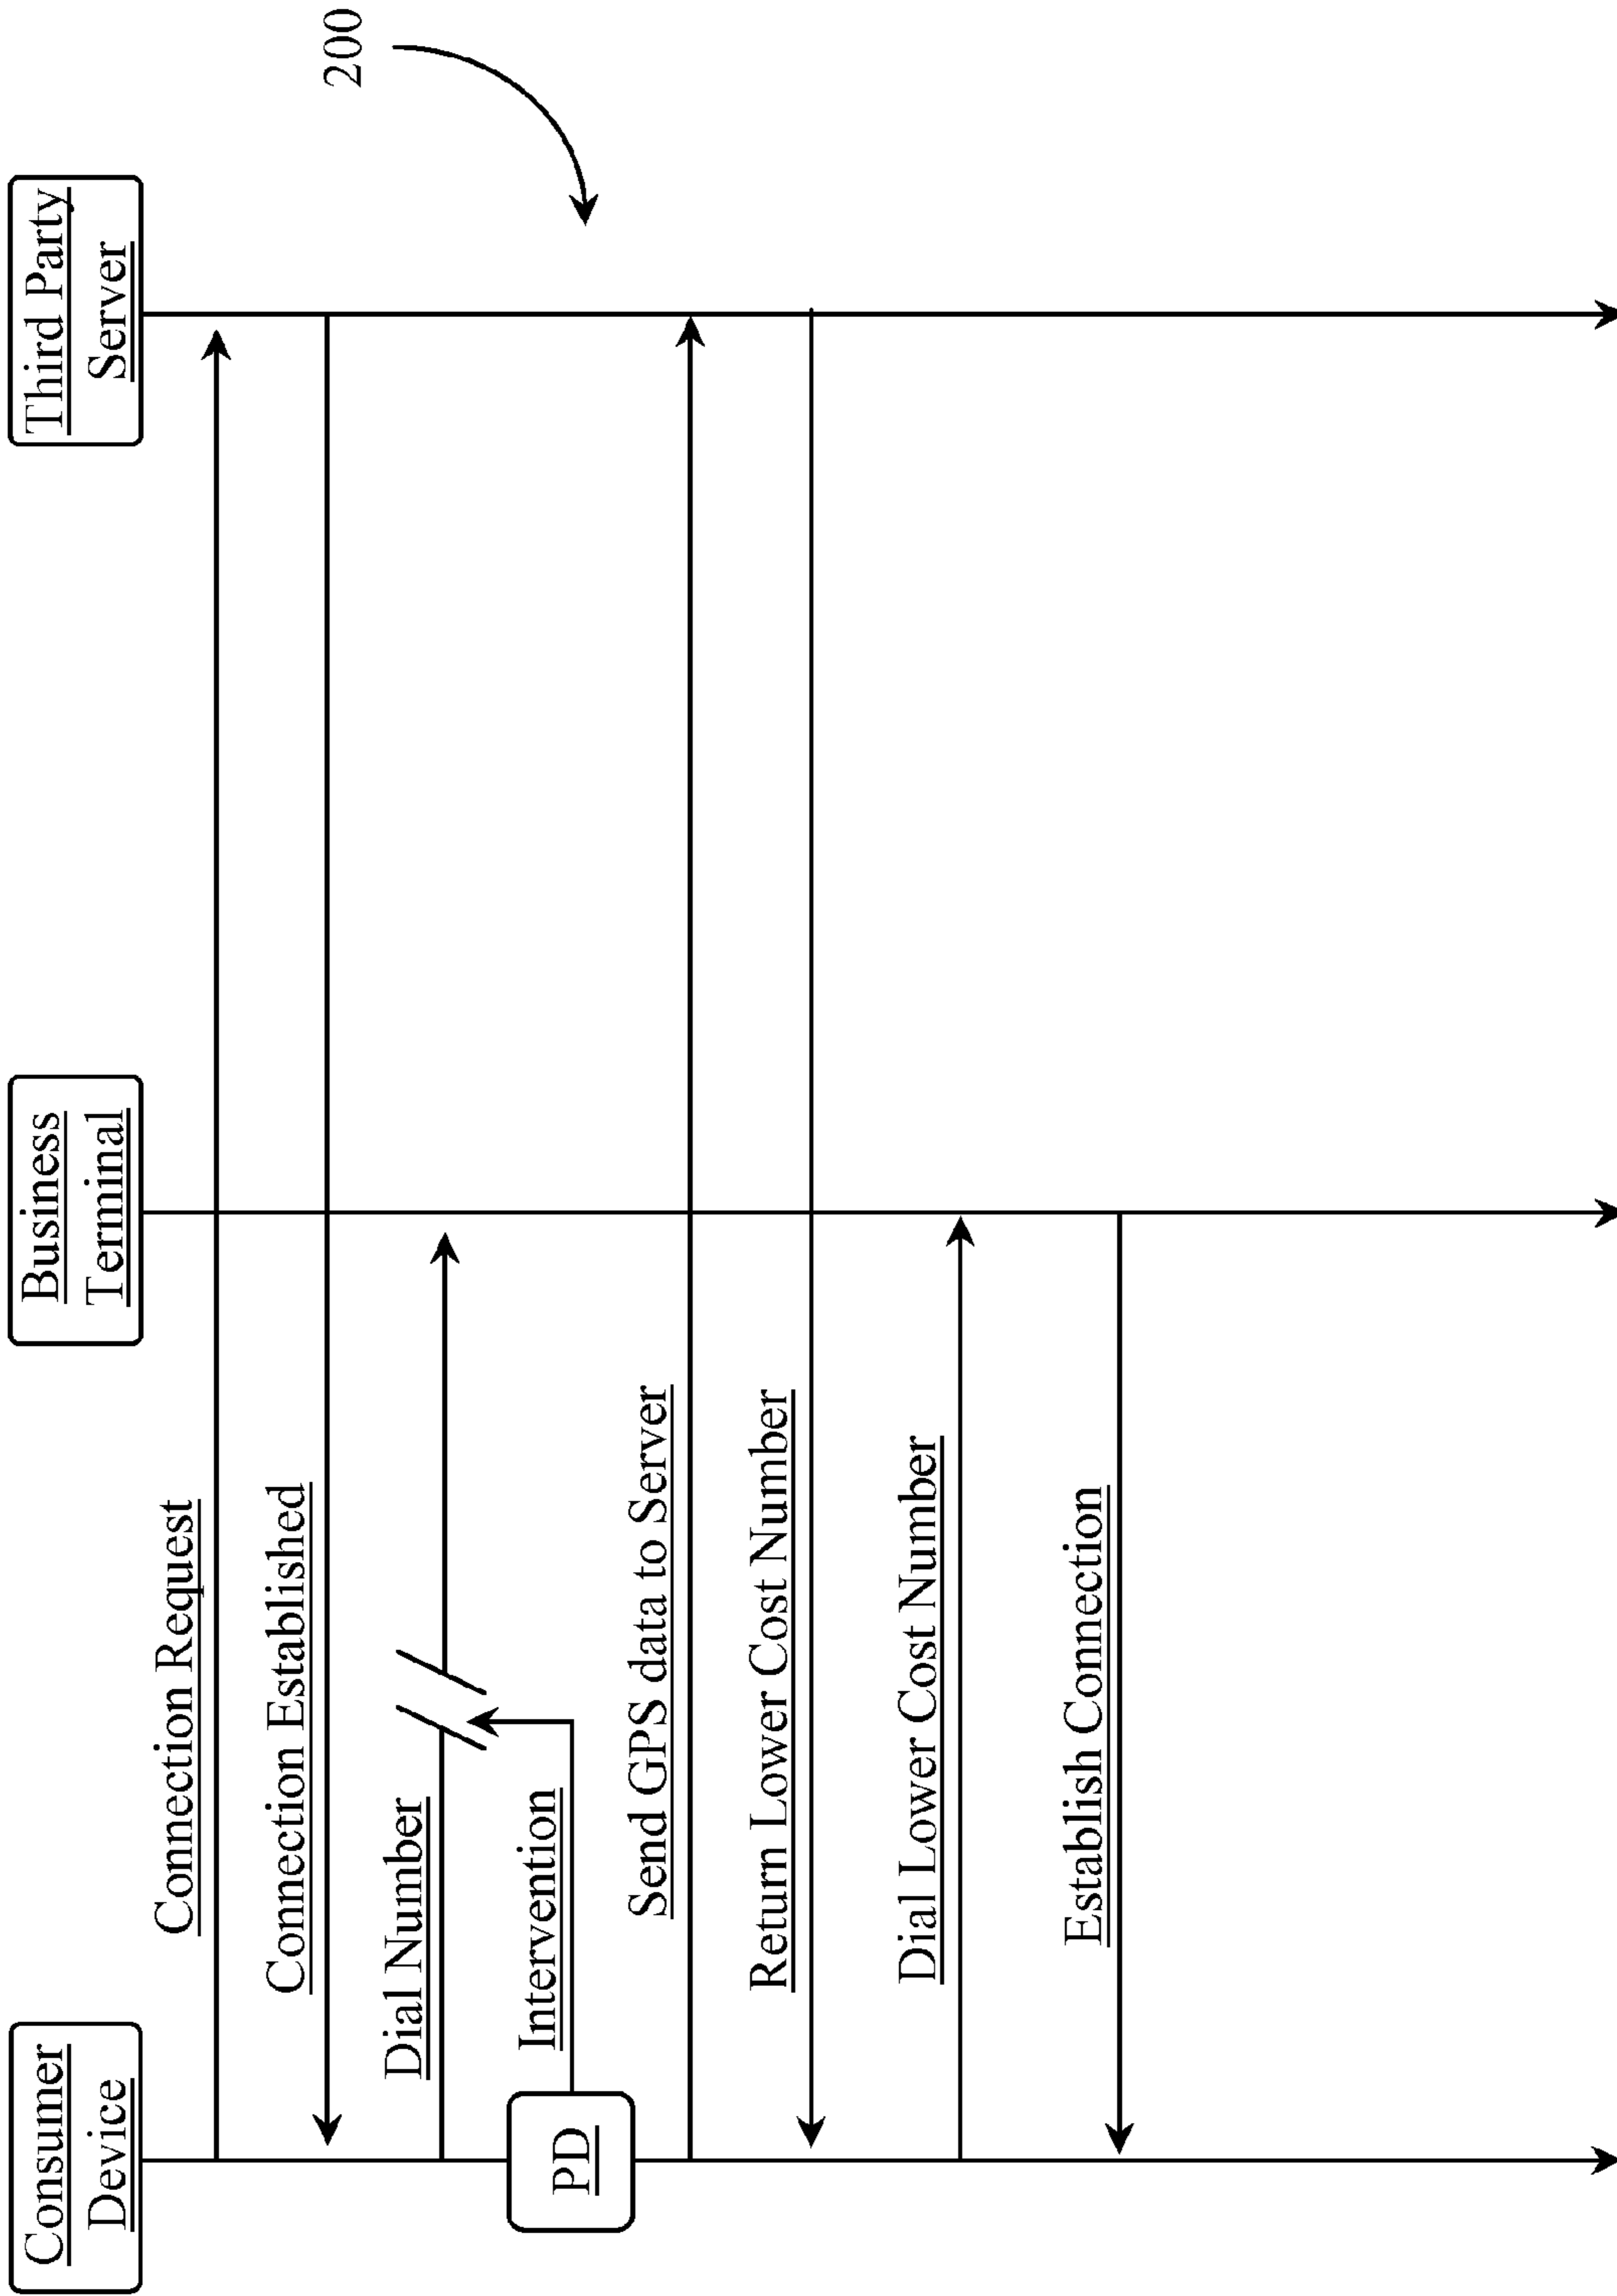 Consumer
Device
Business
Terminal
Third Party
Server
Connection Request
Connection Established
200
Dial Number
Intervention
PD
Send GPS data to Server
Return Lower Cost Number
Dial Lower Cost Number
Establish Connection